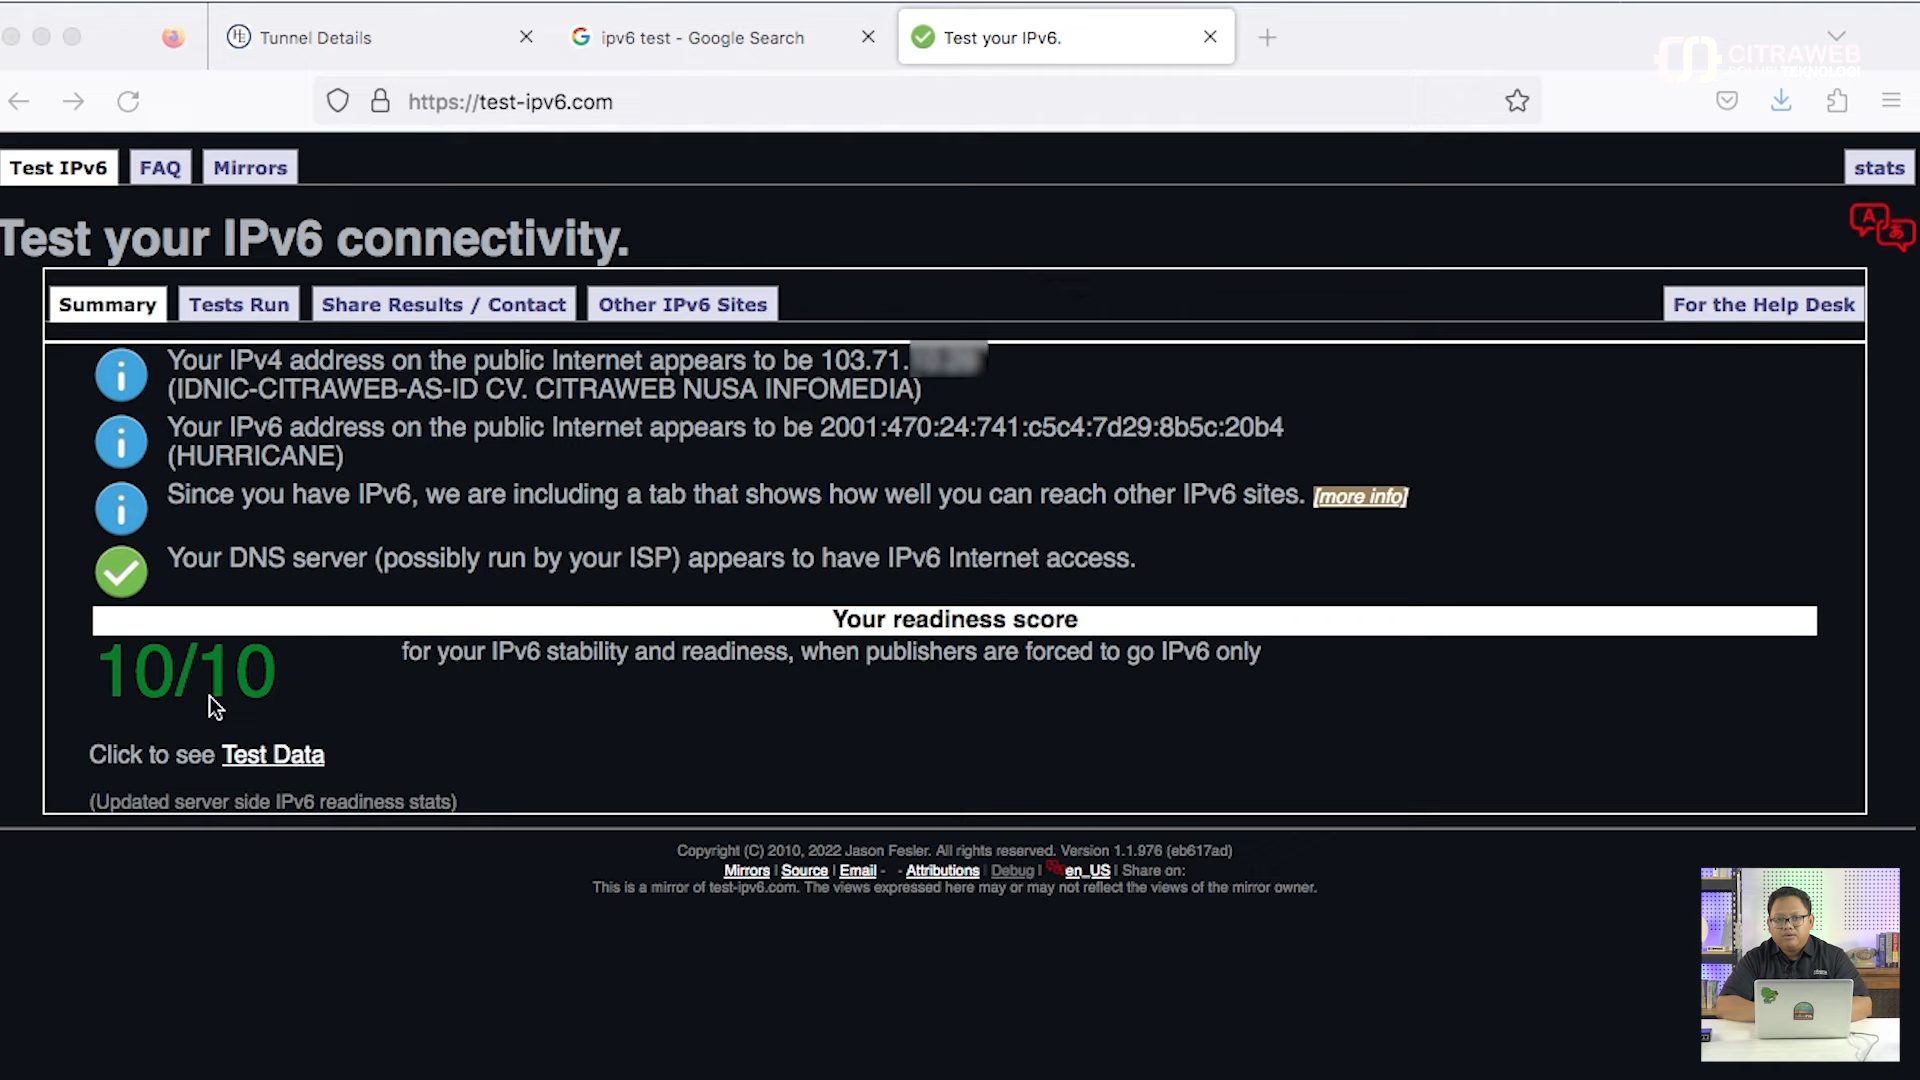 Tunnel Details
ipv6 test - Google Search
Test your IPv6.
CITRAWEB
SOLUSI TEKNOLOGI
https://test-ipv6.com
Test IPv6
FAQ
Mirrors
stats
Test your IPv6 connectivity.
Summary
Tests Run
Share Results / Contact
Other IPv6 Sites
For the Help Desk
Your IPv4 address on the public Internet appears to be 103.71.
(IDNIC-CITRAWEB-AS-ID CV. CITRAWEB NUSA INFOMEDIA)
Your IPv6 address on the public Internet appears to be 2001:470:24:741:c5c4:7d29:8b5c:20b4
(HURRICANE)
Since you have IPv6, we are including a tab that shows how well you can reach other IPv6 sites. [more info]
Your DNS server (possibly run by your ISP) appears to have IPv6 Internet access.
Your readiness score
10/10 for your IPv6 stability and readiness, when publishers are forced to go IPv6 only
Click to see Test Data
(Updated server side IPv6 readiness stats)
Copyright (C) 2010, 2022 Jason Fesler. All rights reserved. Version 1.1.976 (eb617ad)
Mirrors | Source | Email - - Attributions | Debug | en_US | Share on:
This is a mirror of test-ipv6.com. The views expressed here may or may not reflect the views of the mirror owner.